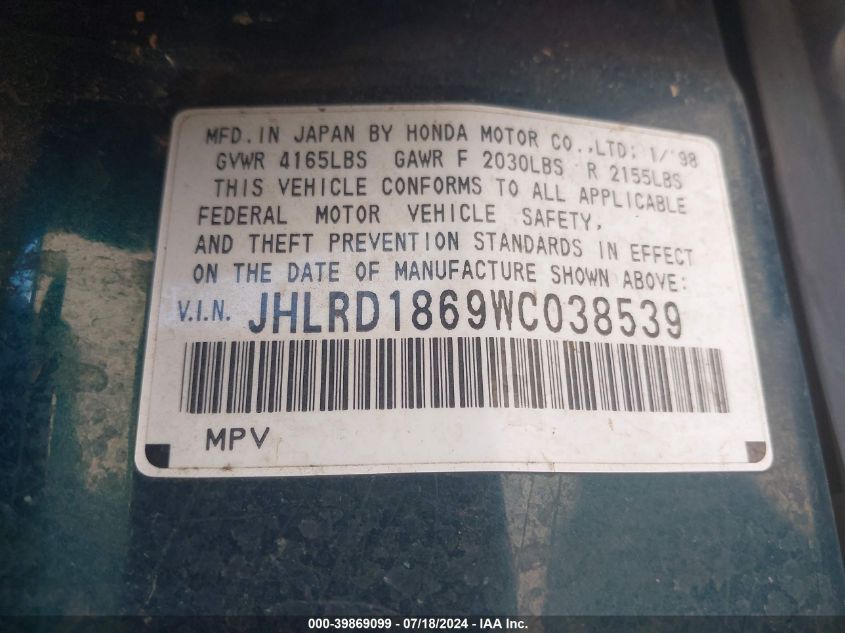 MFD. IN JAPAN BY HONDA MOTOR CO., LTD; 1/'98
GVWR 4165LBS GAWR F 2030LBS R 2155LBS
THIS VEHICLE CONFORMS TO ALL APPLICABLE
FEDERAL MOTOR VEHICLE SAFETY,
AND THEFT PREVENTION STANDARDS IN EFFECT
ON THE DATE OF MANUFACTURE SHOWN ABOVE:
V.I.N. JHLRD1869WC038539
MPV
000-39869099 - 07/18/2024 - IAA Inc.